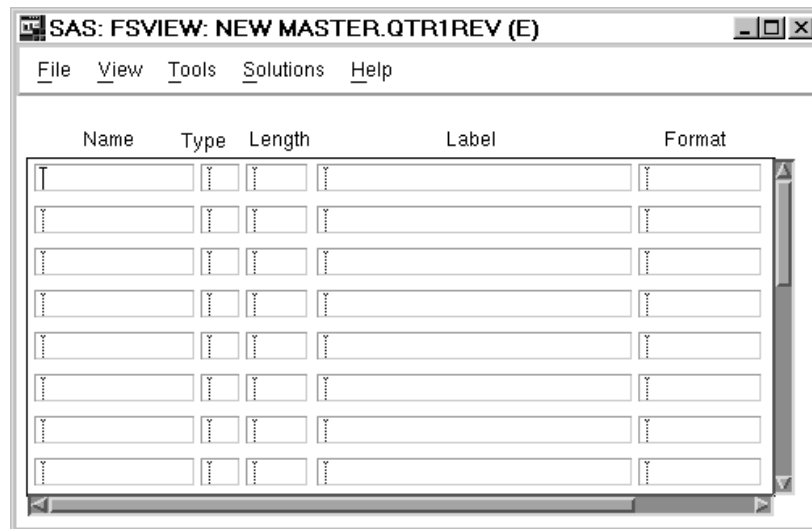 SAS: FSVIEW: NEW MASTER.QTR1REV (E)
File View Tools Solutions Help
Name Type Length Label Format